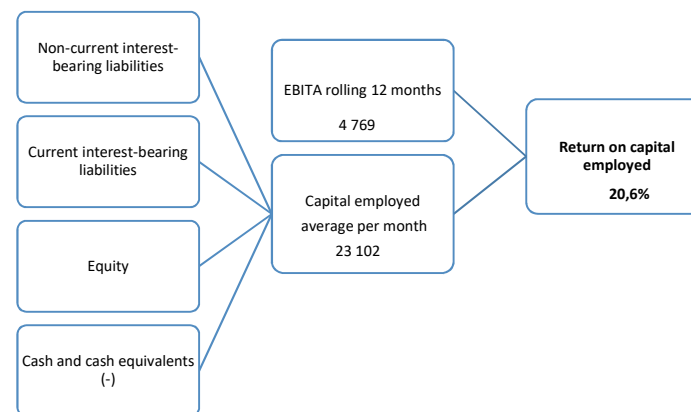 Non-current interest-
bearing liabilities
Current interest-bearing
liabilities
Equity
Cash and cash equivalents
(-)
EBITA rolling 12 months
4 769
Capital employed
average per month
23 102
Return on capital
employed
20,6%